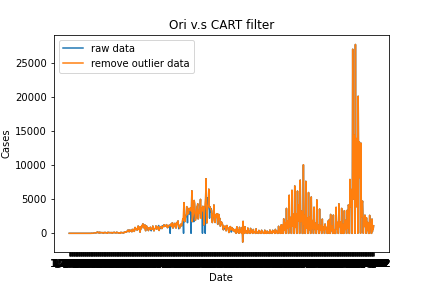 Ori v.s CART filter
raw data
remove outlier data
25000
20000
15000
10000
5000
0
Cases
Date